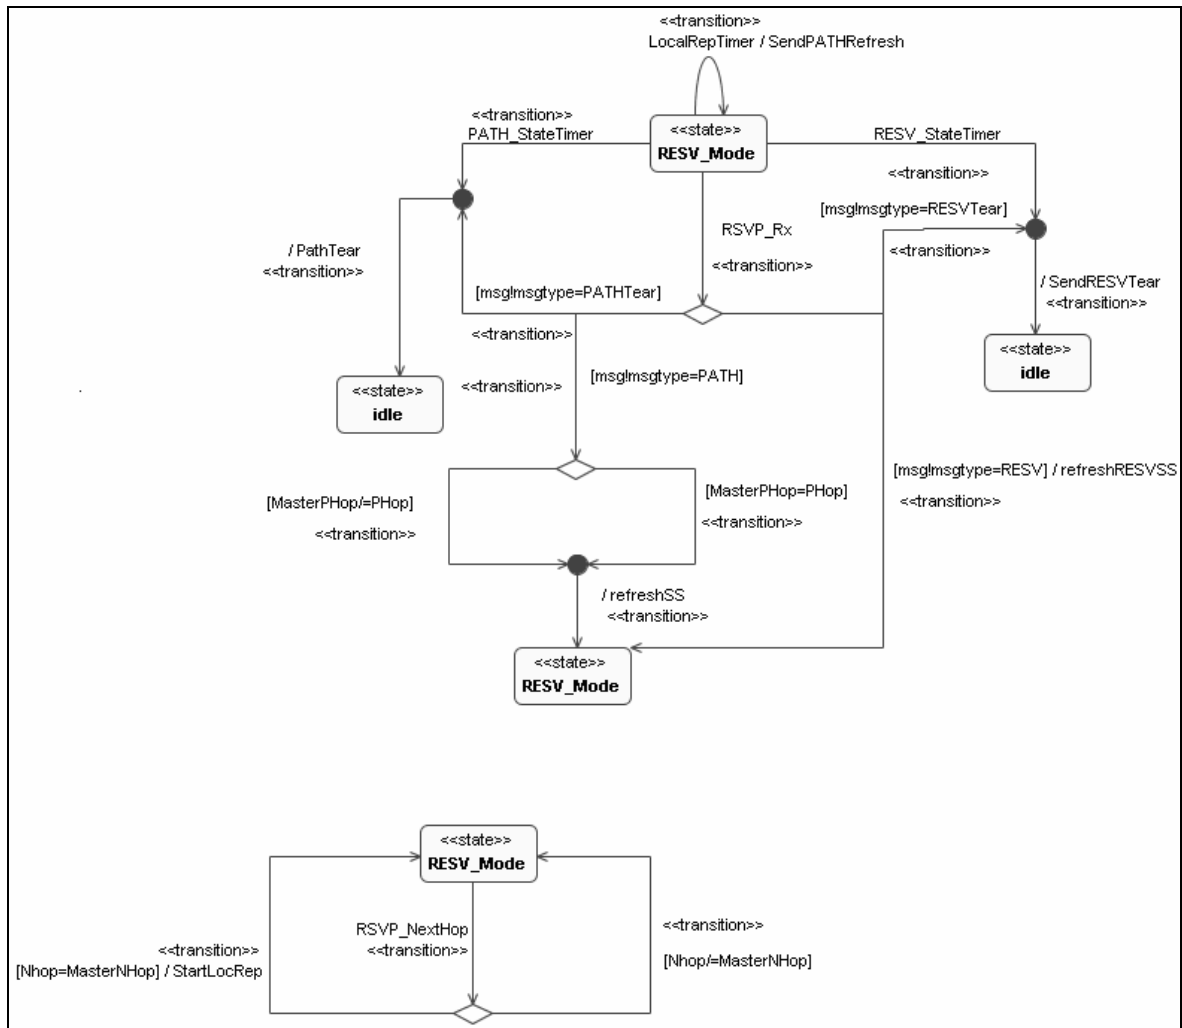 <<transition>>
LocalRepTimer / SendPATHRefresh
<<transition>>
PATH_StateTimer
<<state>>
RESV_Mode
RESV_StateTimer
<<transition>>
[msg!msgtype=RESVTear]
<<transition>>
RSVP_Rx
<<transition>>
/ PathTear
<<transition>>
[msg!msgtype=PATHTear]
<<transition>>
/ SendRESVTear
<<transition>>
<<state>>
idle
<<state>>
idle
<<transition>>
[msg!msgtype=PATH]
[MasterPHop/=PHop]
<<transition>>
[MasterPHop=PHop]
<<transition>>
[msg!msgtype=RESV] / refreshRESVSS
<<transition>>
/ refreshSS
<<transition>>
<<state>>
RESV_Mode
<<state>>
RESV_Mode
RSVP_NextHop
<<transition>>
<<transition>>
[Nhop=MasterNHop] / StartLocRep
<<transition>>
[Nhop/=MasterNHop]